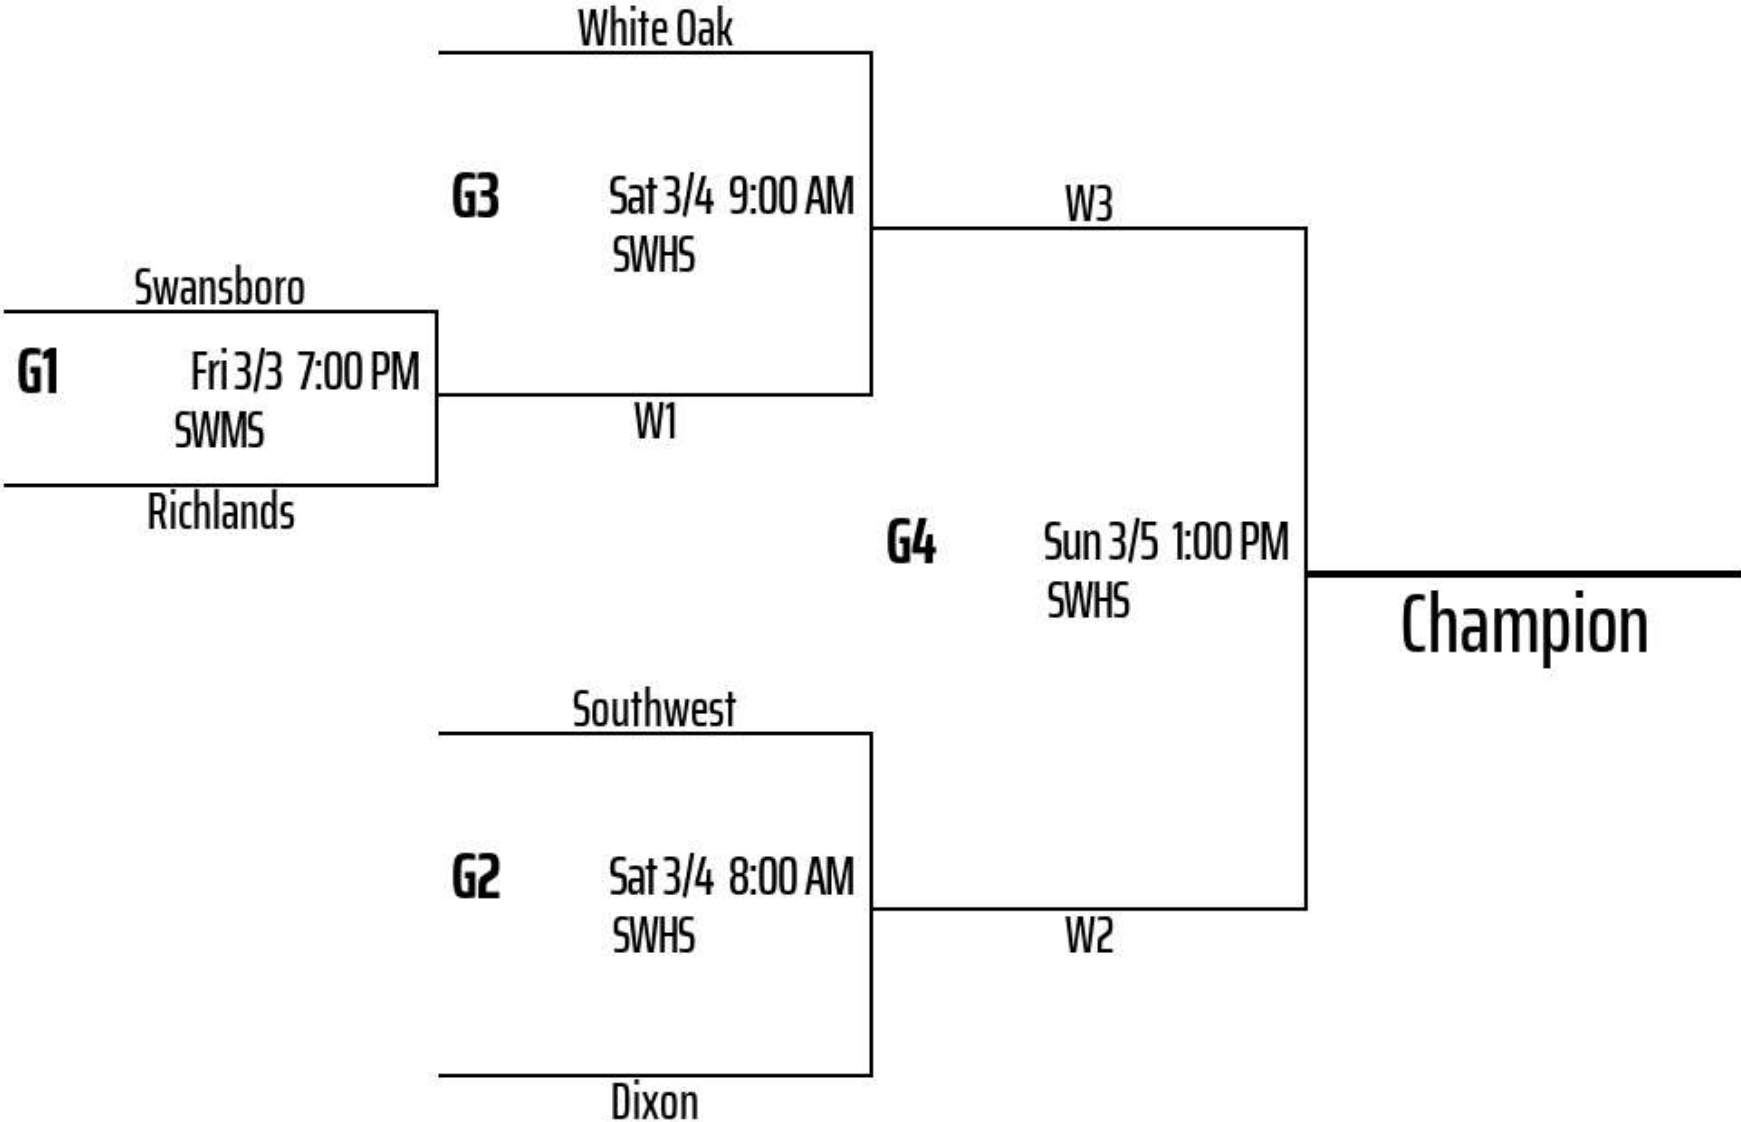 White Oak
G3 Sat 3/4 9:00 AM
SWHS
W3
Swansboro
G1 Fri 3/3 7:00 PM
SWMS
W1
Richlands
G4 Sun 3/5 1:00 PM
SWHS
Champion
Southwest
G2 Sat 3/4 8:00 AM
SWHS
W2
Dixon